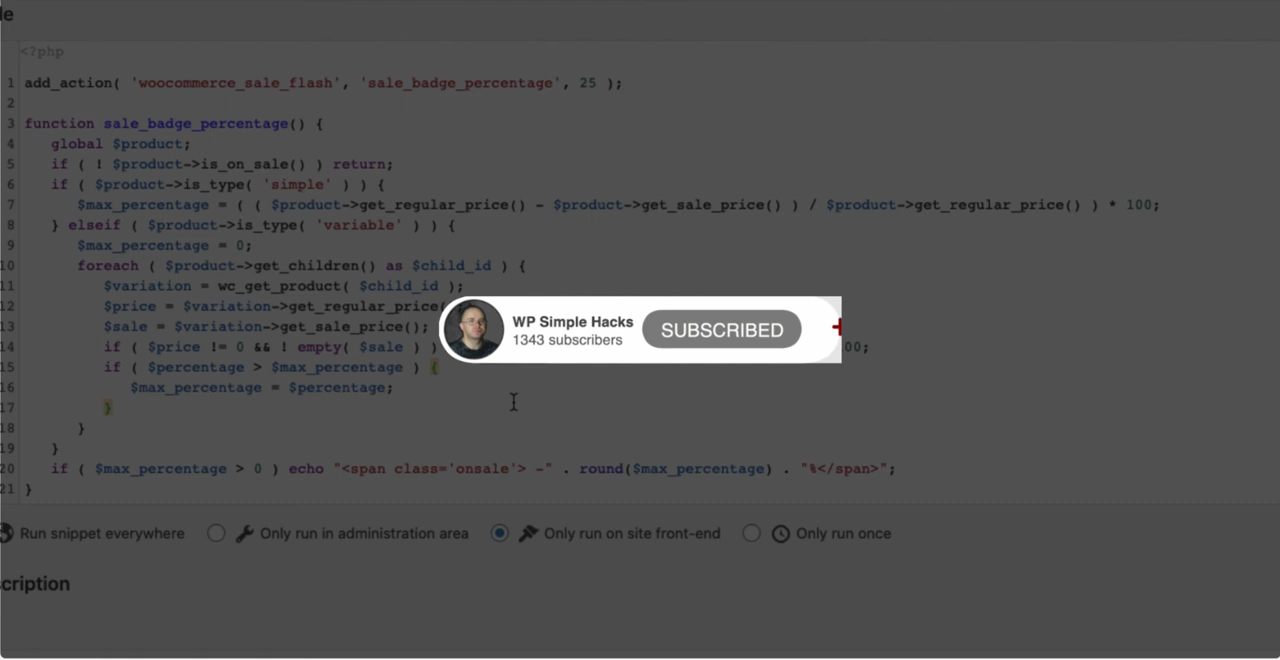 le
<?php
1 add_action( 'woocommerce_sale_flash', 'sale_badge_percentage', 25 );
2
3 function sale_badge_percentage() {
4 global $product;
5 if ( ! $product->is_on_sale() ) return;
6 if ( $product->is_type( 'simple' ) ) {
7 $max_percentage = ( ( $product->get_regular_price() - $product->get_sale_price() ) / $product->get_regular_price() ) * 100;
8 } elseif ( $product->is_type( 'variable' ) ) {
9 $max_percentage = 0;
10 foreach ( $product->get_children() as $child_id ) {
11 $variation = wc_get_product( $child_id );
12 $price = $variation->get_regular_price(
13 $sale = $variation->get_sale_price();
14 if ( $price != 0 && ! empty( $sale ) ) 00;
15 if ( $percentage > $max_percentage ) {
16 $max_percentage = $percentage;
17 }
18 }
19 }
20 if ( $max_percentage > 0 ) echo "<span class='onsale'> -" . round($max_percentage) . "%</span>";
21 }
WP Simple Hacks
1343 subscribers
SUBSCRIBED
Run snippet everywhere Only run in administration area Only run on site front-end Only run once
scription